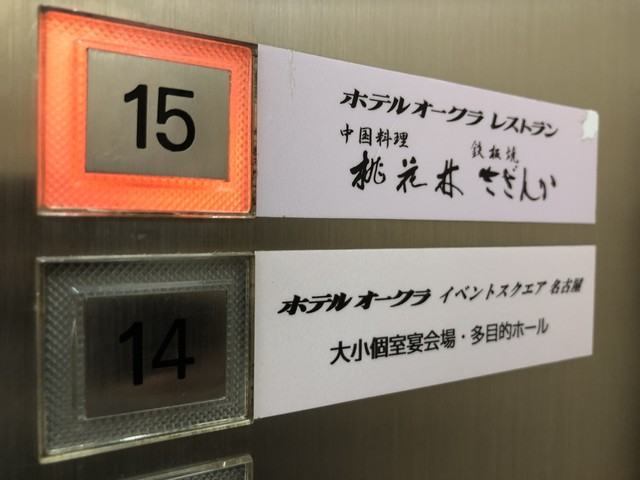 15
ホテルオークラ レストラン
中国料理 鉄板焼
桃花林 さざんか
14
ホテルオークラ イベントスクエア 名古屋
大小個室宴会場・多目的ホール